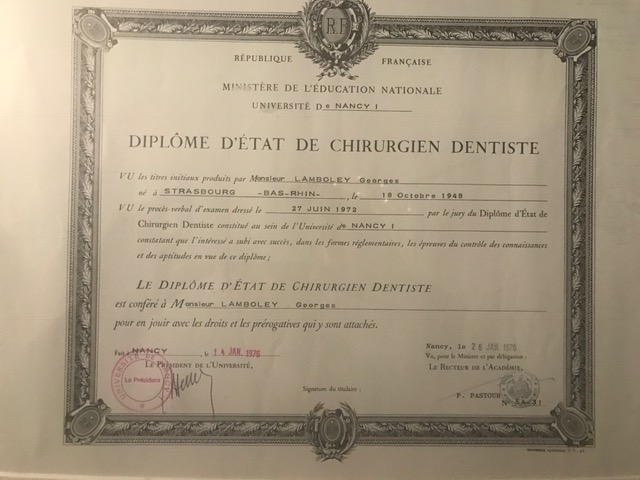 R.F
RÉPUBLIQUE FRANÇAISE
MINISTÈRE DE L'ÉDUCATION NATIONALE
UNIVERSITÉ De NANCY I
DIPLÔME D'ÉTAT DE CHIRURGIEN DENTISTE
VU les titres initiaux produits par Monsieur LAMBOLEY Georges
né à STRASBOURG -BAS-RHIN- , le 18 Octobre 1948
VU le procès-verbal d'examen dressé le 27 JUIN 1972 par le jury du Diplôme d'État de
Chirurgien Dentiste constitué au sein de l'Université de NANCY I
constatant que l'intéressé a subi avec succès, dans les formes réglementaires, les épreuves du contrôle des connaissances
et des aptitudes en vue de ce diplôme ;
LE DIPLÔME D'ÉTAT DE CHIRURGIEN DENTISTE
est conféré à Monsieur LAMBOLEY Georges
pour en jouir avec les droits et les prérogatives qui y sont attachés.
Fait à NANCY , le 14 JAN. 1976
LE PRÉSIDENT DE L'UNIVERSITÉ,
Le Président
Nancy, le 26 JAN. 1976
Vu, pour le Ministre et par délégation :
LE RECTEUR DE L'ACADÉMIE,
Signature du titulaire :
P. PASTOUR